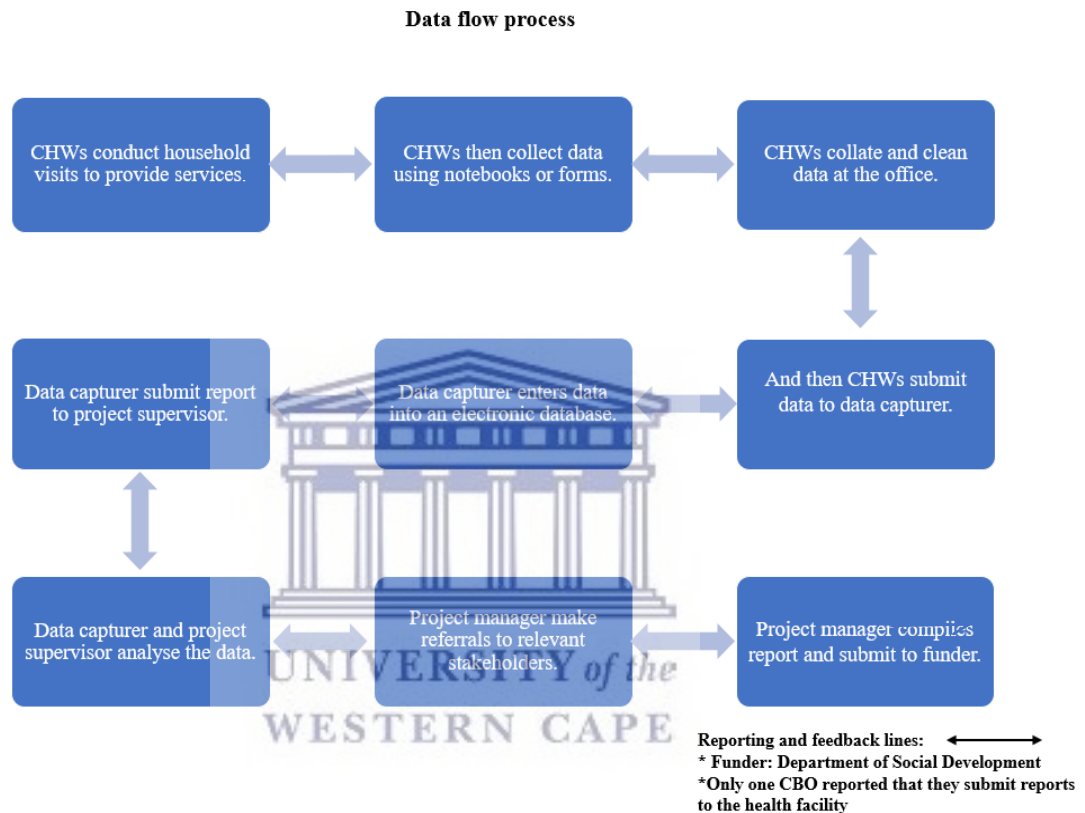 Data flow process
CHWs conduct household
visits to provide services.
CHWs then collect data
using notebooks or forms.
CHWs collate and clean
data at the office.
Data capturer submit report
to project supervisor.
Data capturer enters data
into an electronic database.
And then CHWs submit
data to data capturer.
Data capturer and project
supervisor analyse the data.
Project manager make
referrals to relevant
stakeholders.
Project manager compiles
report and submit to funder.
UNIVERSITY of the
WESTERN CAPE
Reporting and feedback lines:
* Funder: Department of Social Development
*Only one CBO reported that they submit reports
to the health facility